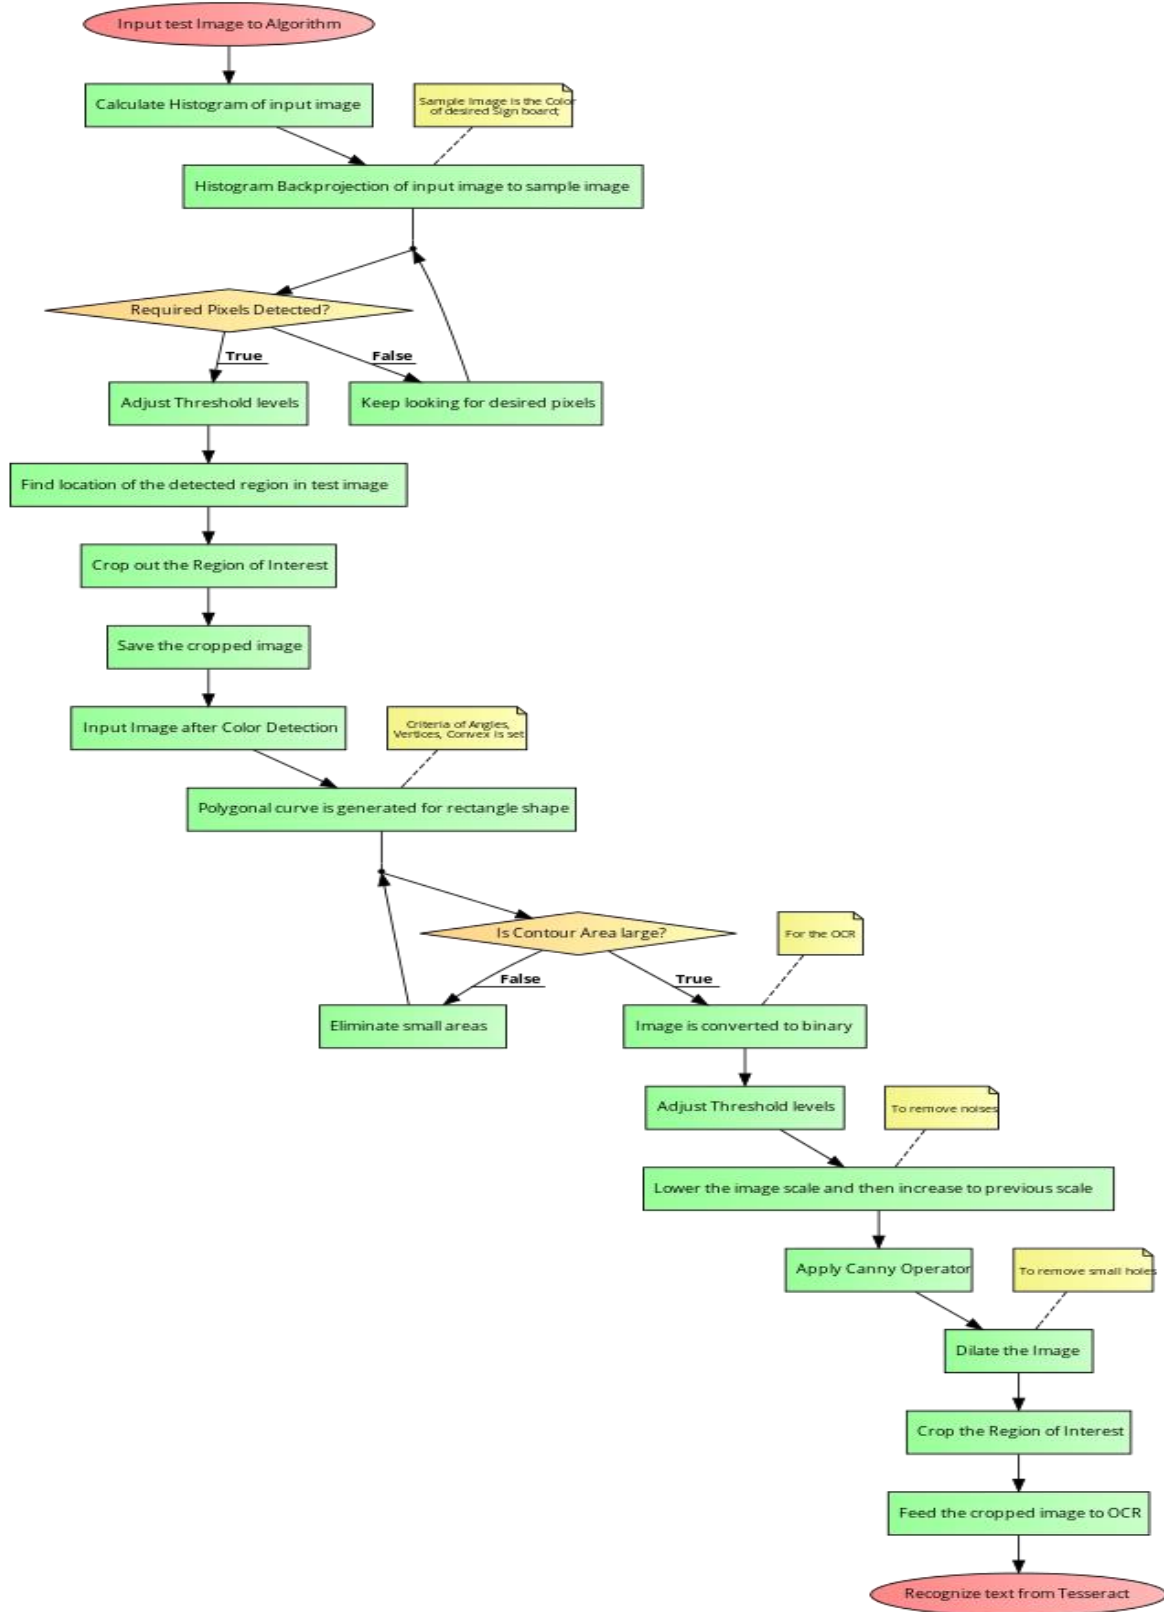 Input test Image to Algorithm
Calculate Histogram of input image
Sample Image is the Color
of desired Sign board;
Histogram Backprojection of input image to sample image
Required Pixels Detected?
True
False
Adjust Threshold levels
Keep looking for desired pixels
Find location of the detected region in test image
Crop out the Region of Interest
Save the cropped image
Input Image after Color Detection
Criteria of Angles,
Vertices, Convex is set
Polygonal curve is generated for rectangle shape
Is Contour Area large?
For the OCR
False
True
Eliminate small areas
Image is converted to binary
Adjust Threshold levels
To remove noises
Lower the image scale and then increase to previous scale
Apply Canny Operator
To remove small holes
Dilate the Image
Crop the Region of Interest
Feed the cropped image to OCR
Recognize text from Tesseract